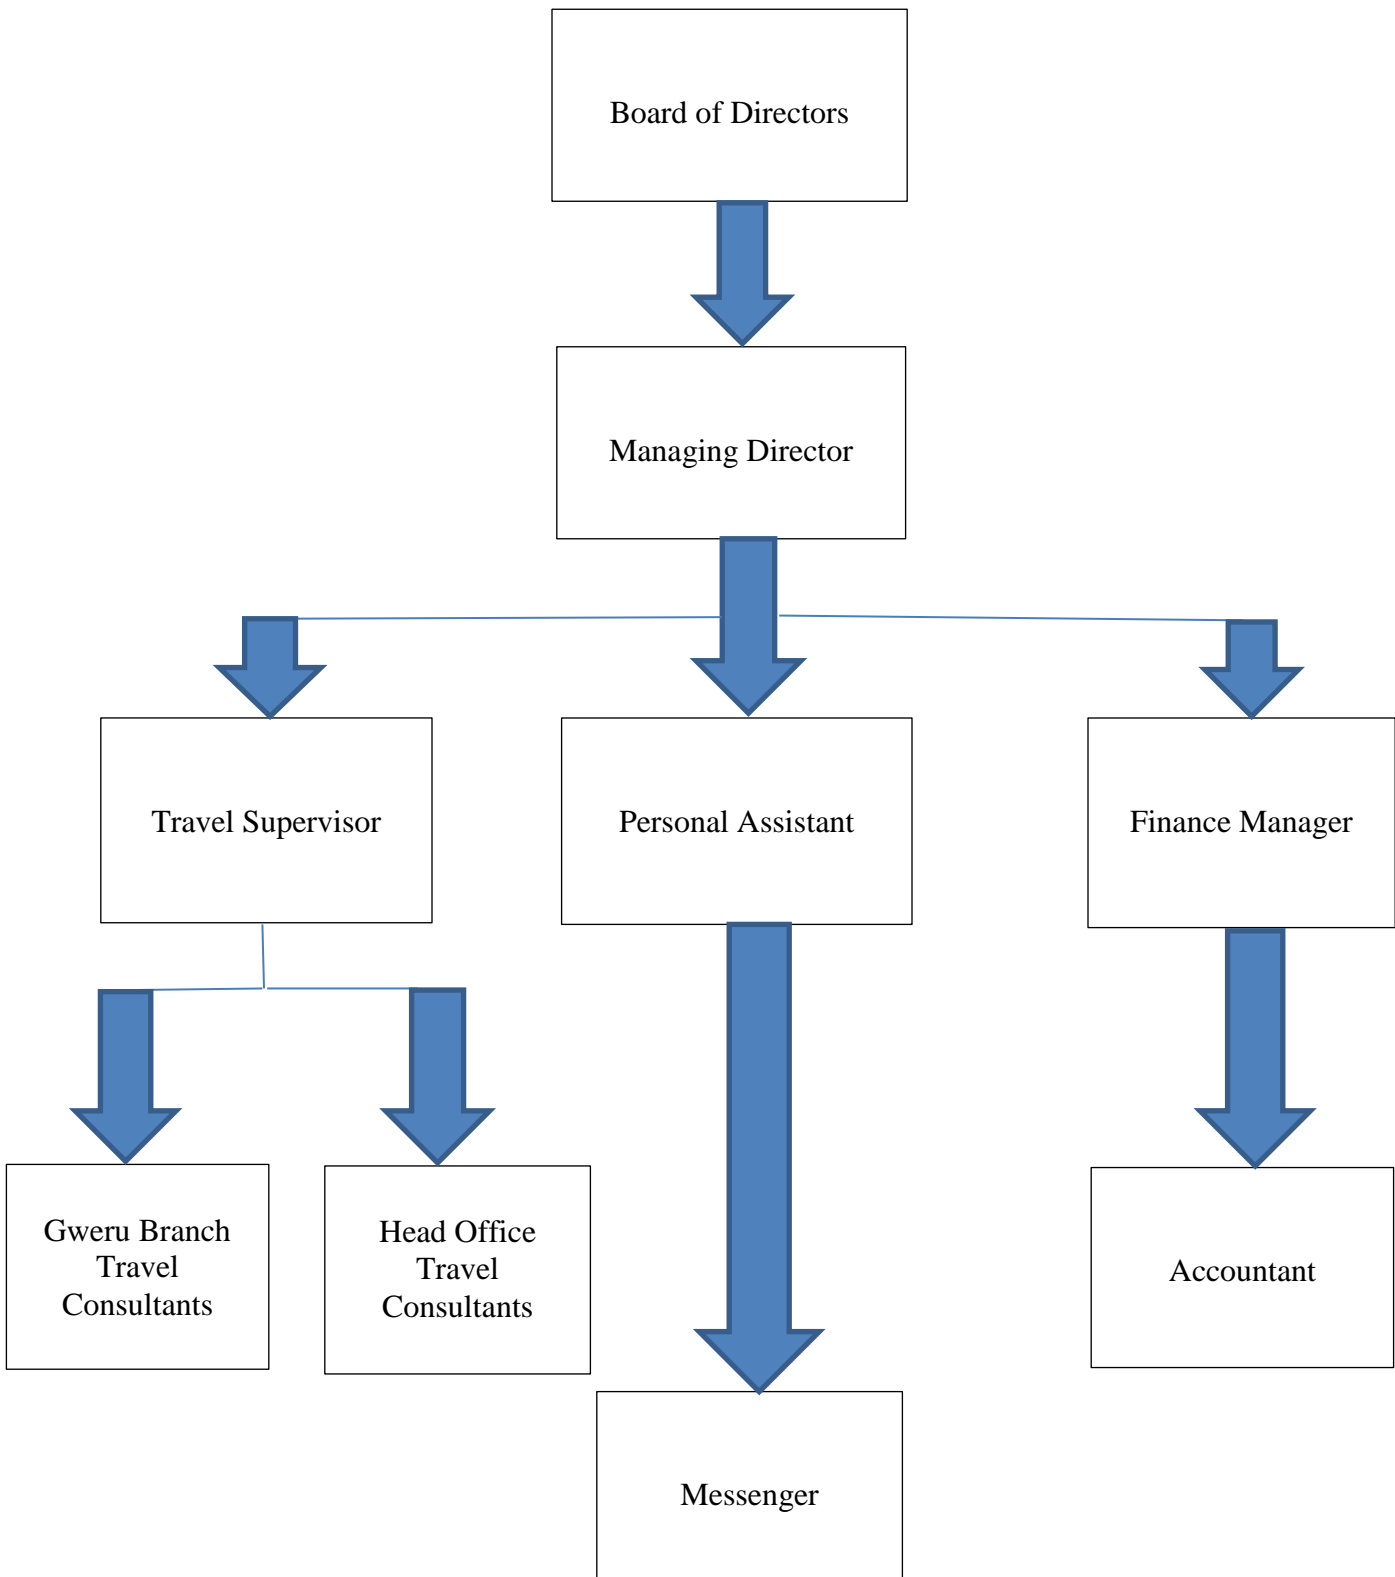 Board of Directors
Managing Director
Travel Supervisor
Personal Assistant
Finance Manager
Gweru Branch
Travel
Consultants
Head Office
Travel
Consultants
Accountant
Messenger